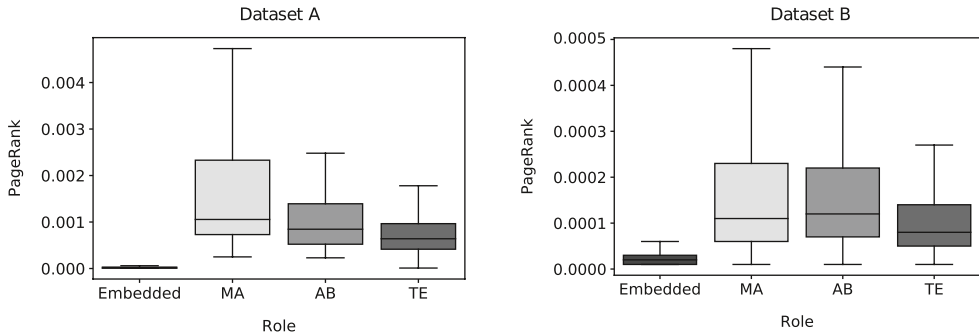 Dataset A
PageRank
0.004
0.003
0.002
0.001
0.000
Embedded MA AB TE
Role
Dataset B
PageRank
0.0005
0.0004
0.0003
0.0002
0.0001
0.0000
Embedded MA AB TE
Role